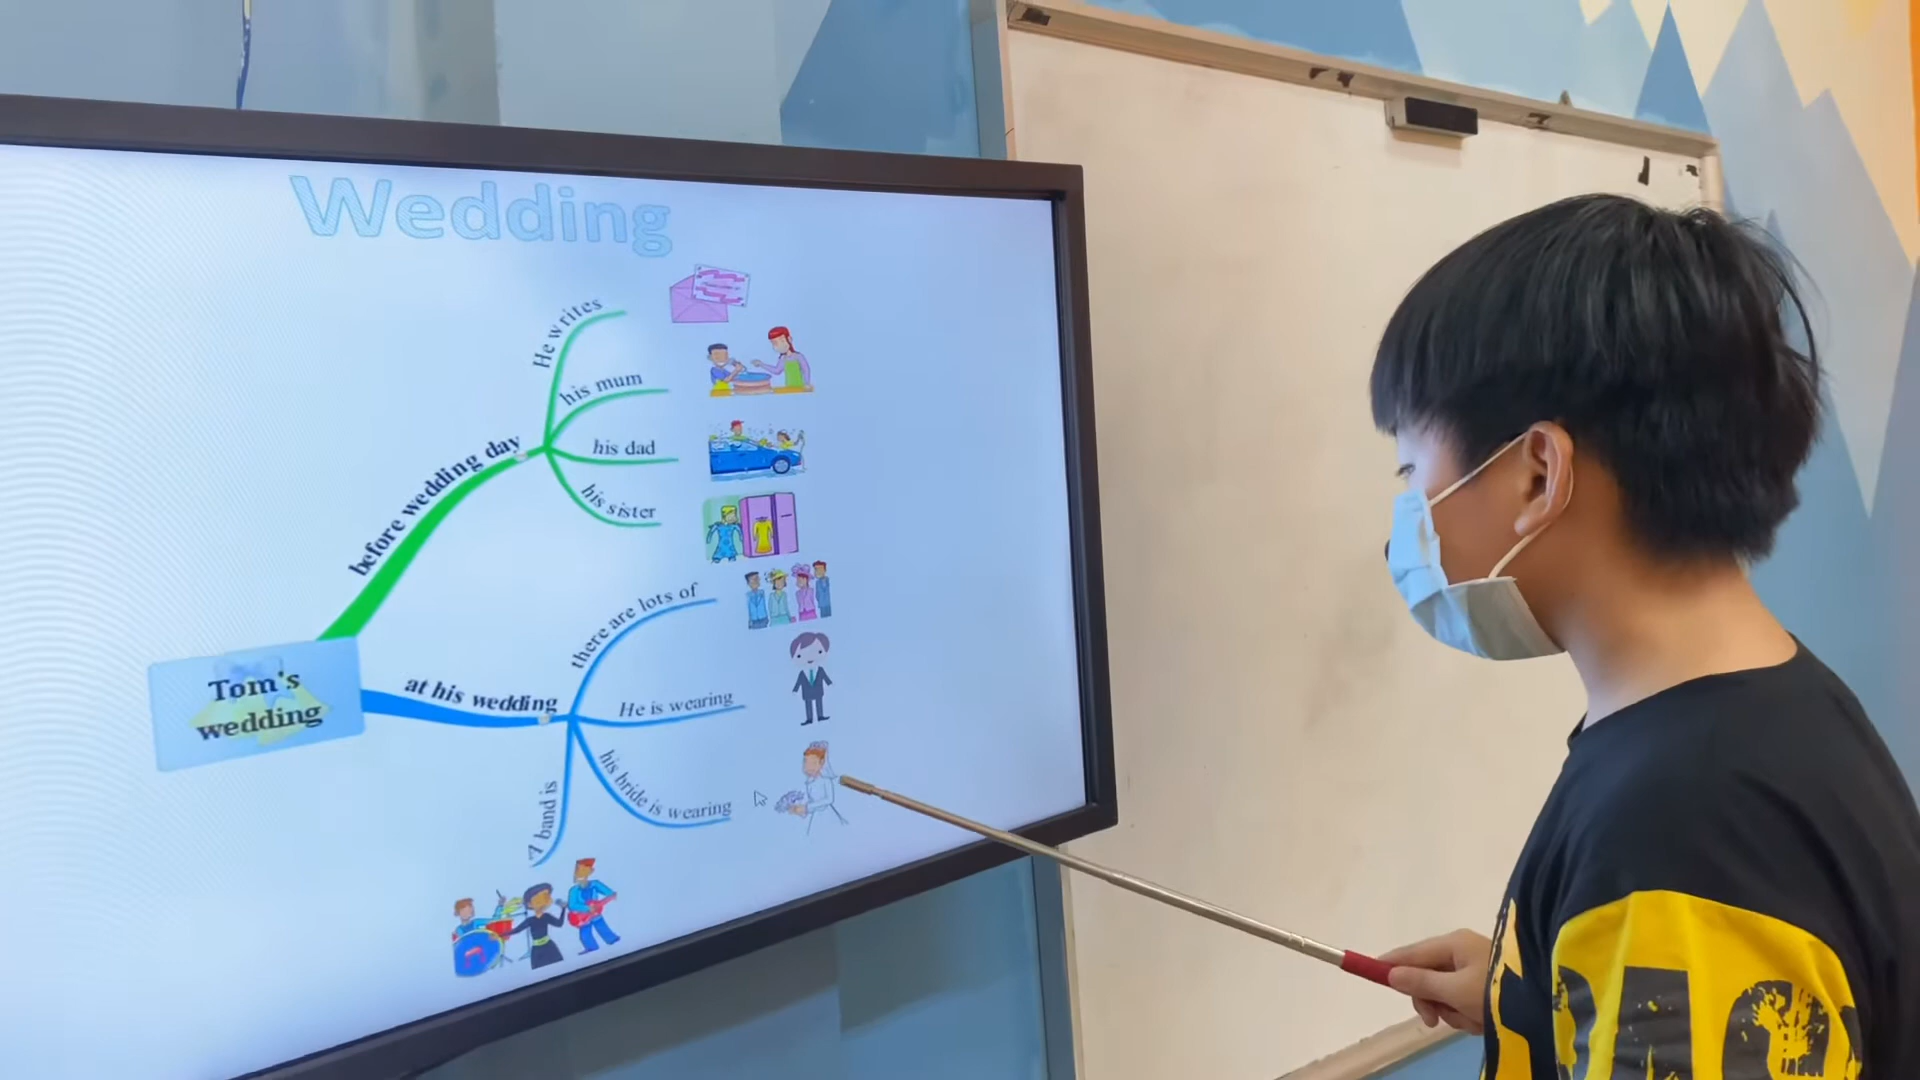 Wedding
He writes
his mum
his dad
his sister
before wedding day
there are lots of
Tom's
wedding
at his wedding
He is wearing
his bride is wearing
band is